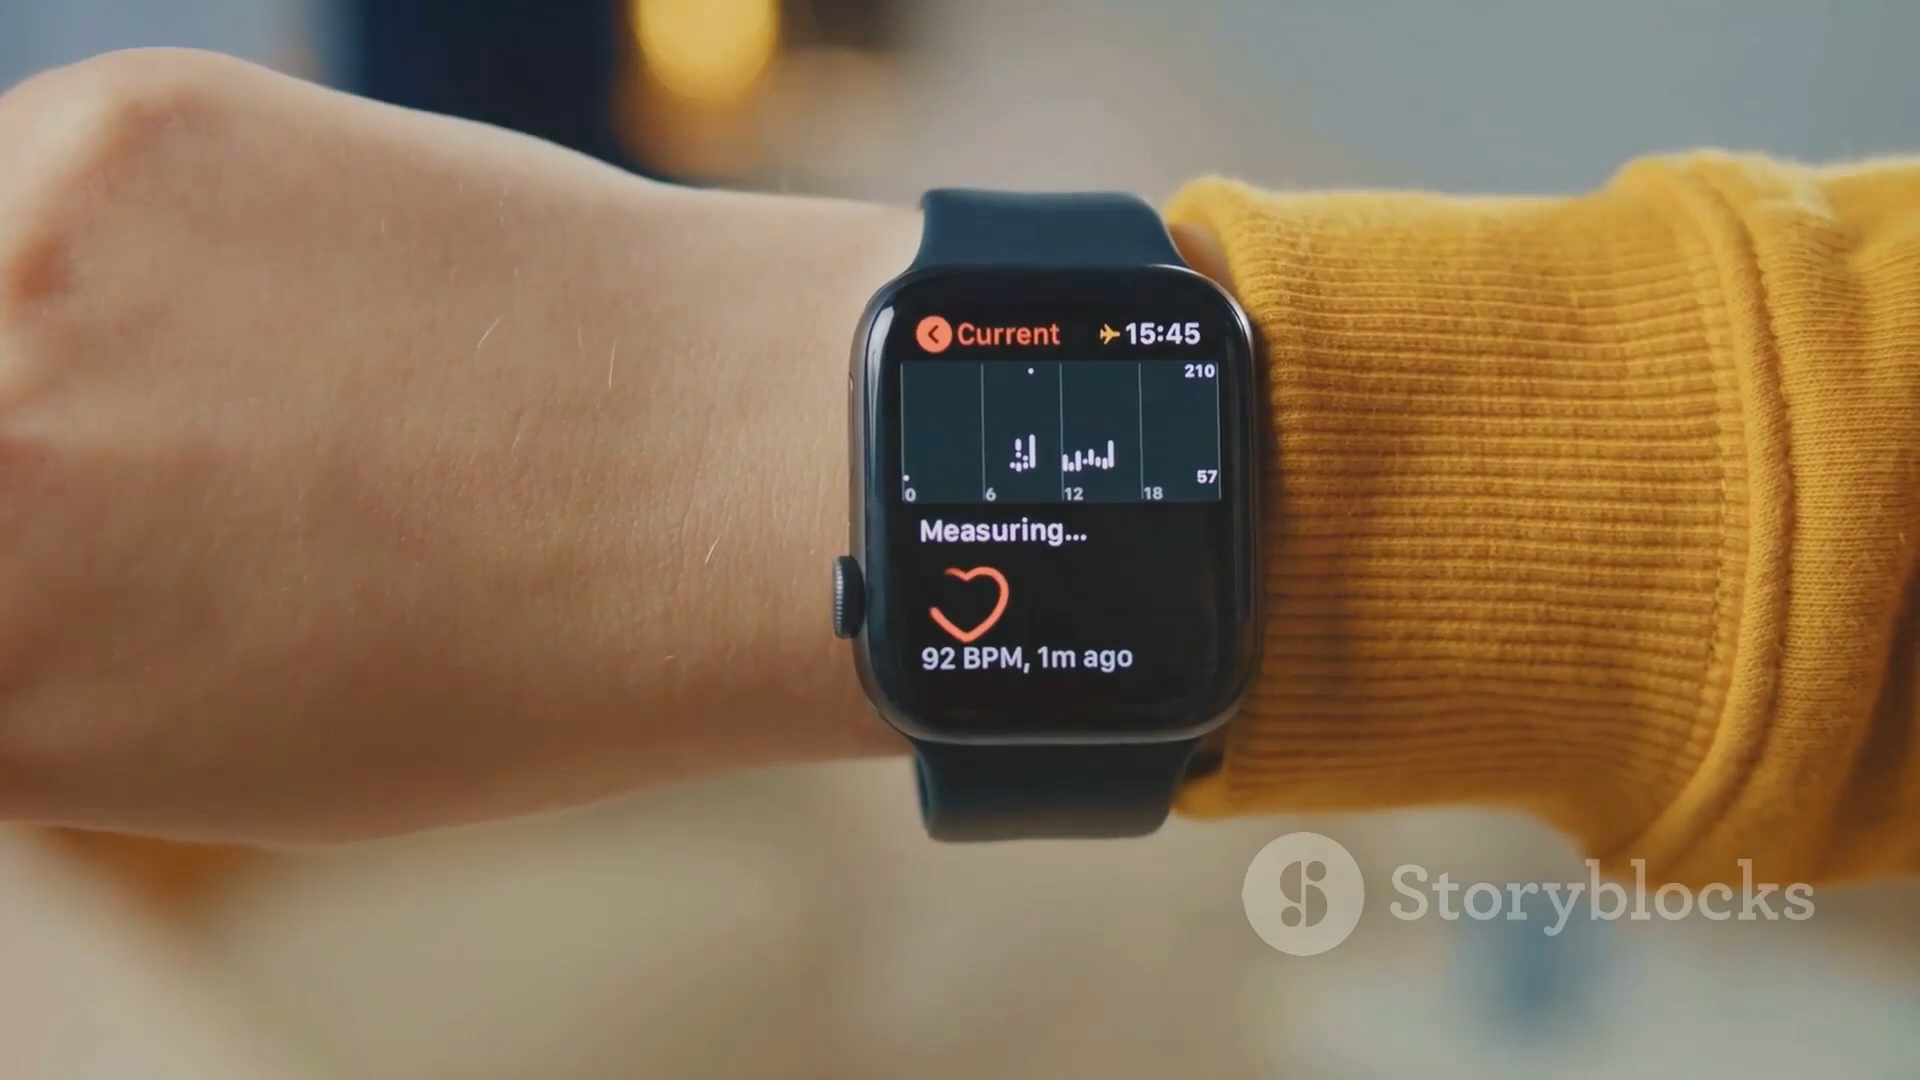 Current 15:45
210
57
0 6 12 18
Measuring...
92 BPM, 1m ago
Storyblocks